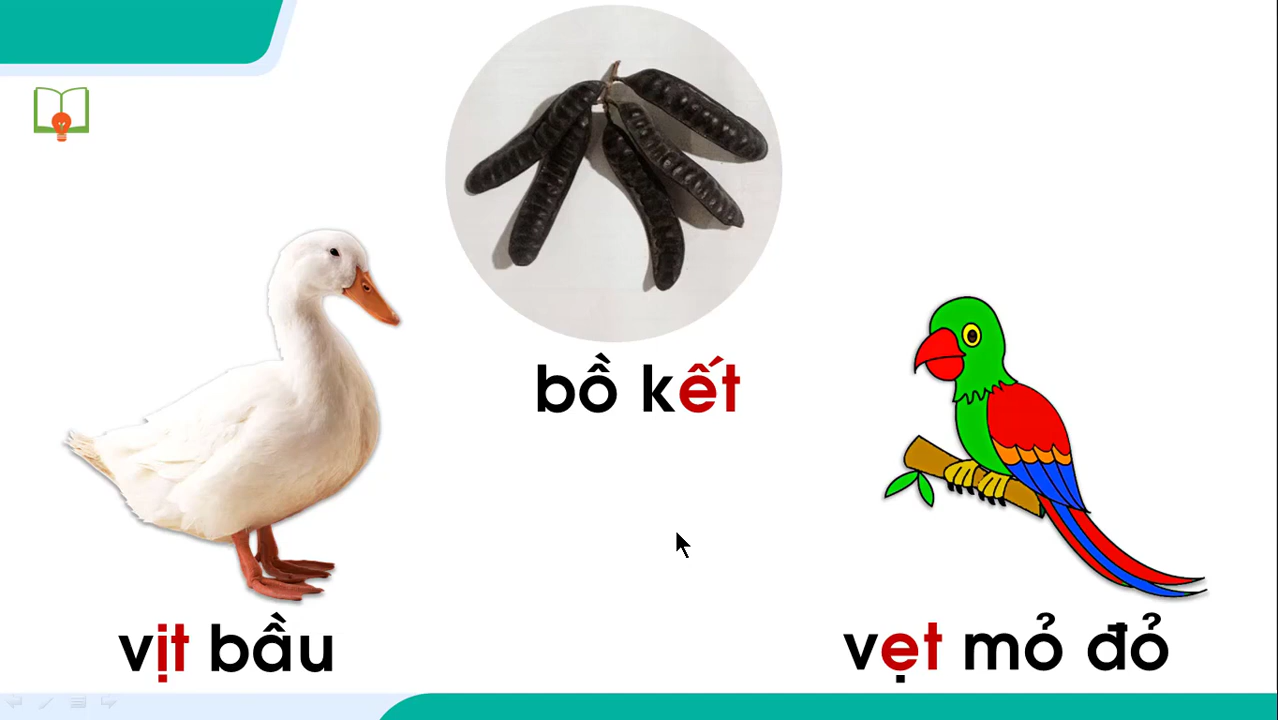 bồ kết
vịt bầu
vẹt mỏ đỏ